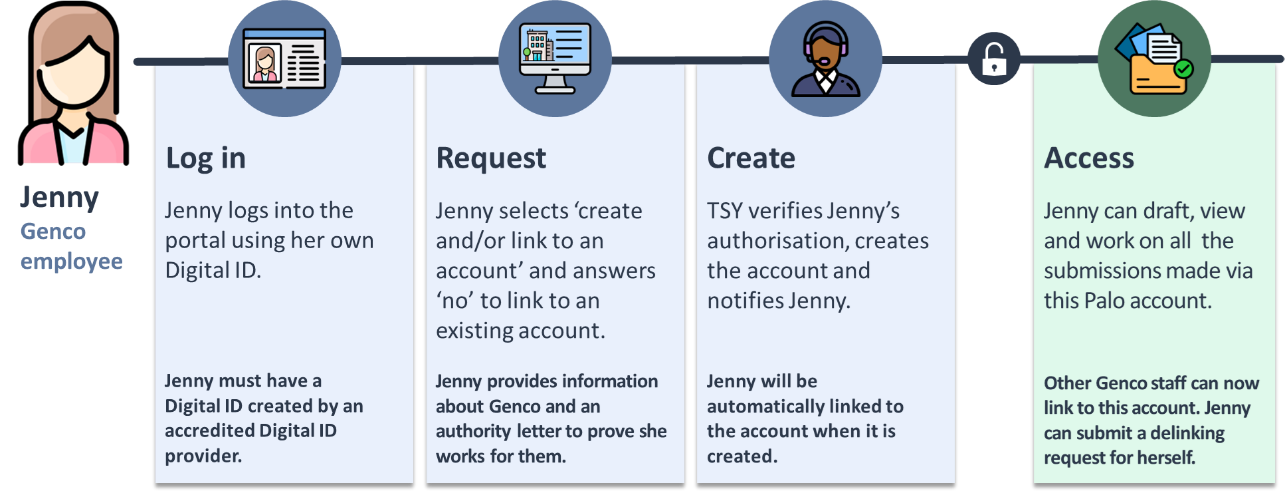 Jenny
Genco
employee
Log in
Jenny logs into the
portal using her own
Digital ID.
Jenny must have a
Digital ID created by an
accredited Digital ID
provider.
Request
Jenny selects ‘create
and/or link to an
account’ and answers
‘no’ to link to an
existing account.
Jenny provides information
about Genco and an
authority letter to prove she
works for them.
Create
TSY verifies Jenny’s
authorisation, creates
the account and
notifies Jenny.
Jenny will be
automatically linked to
the account when it is
created.
Access
Jenny can draft, view
and work on all the
submissions made via
this Palo account.
Other Genco staff can now
link to this account. Jenny
can submit a delinking
request for herself.